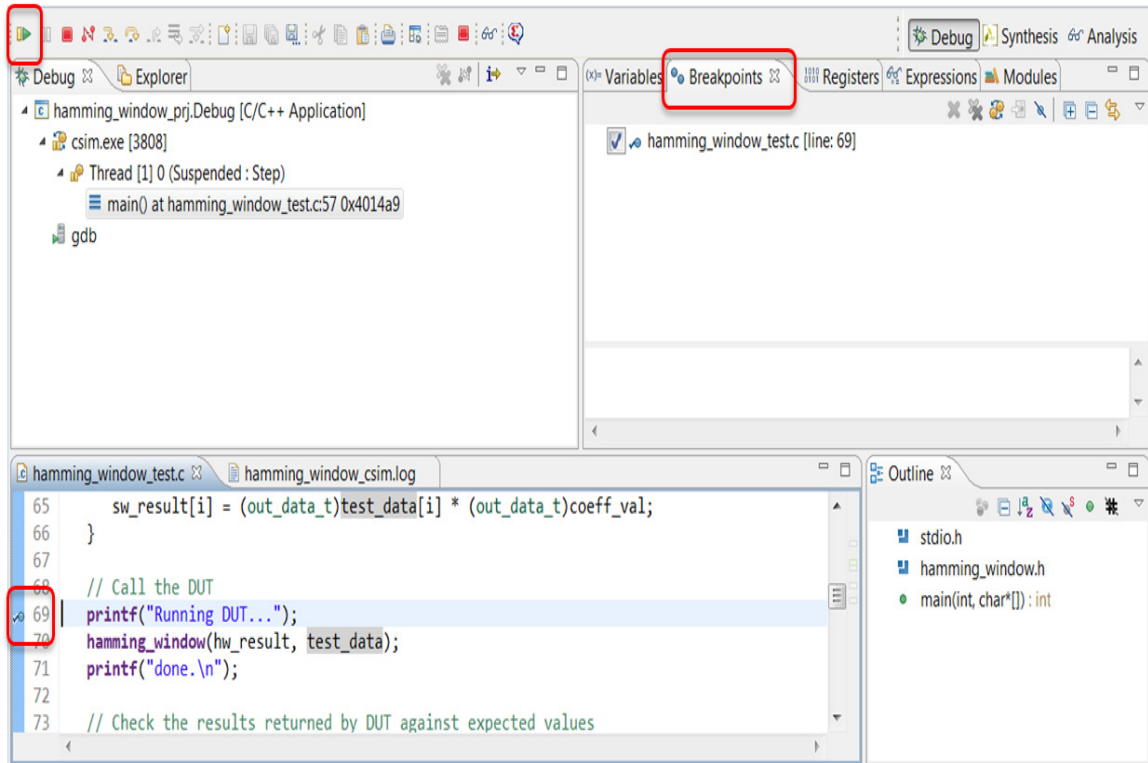 Debug Synthesis Analysis
Debug Explorer
(x)= Variables Breakpoints Registers Expressions Modules
hamming_window_prj.Debug [C/C++ Application]
csim.exe [3808]
Thread [1] 0 (Suspended : Step)
main() at hamming_window_test.c:57 0x4014a9
gdb
hamming_window_test.c [line: 69]
hamming_window_test.c hamming_window_csim.log
65 sw_result[i] = (out_data_t)test_data[i] * (out_data_t)coeff_val;
66 }
67
68 // Call the DUT
69 printf("Running DUT...");
70 hamming_window(hw_result, test_data);
71 printf("done.\n");
72
73 // Check the results returned by DUT against expected values
Outline
stdio.h
hamming_window.h
main(int, char*[]) : int